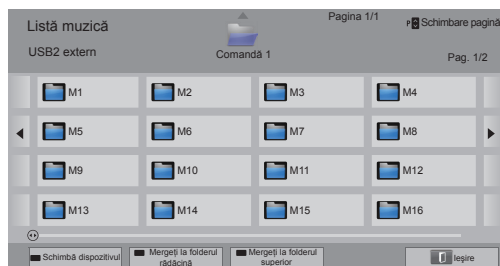 Listă muzică
Pagina 1/1
P Schimbare pagină
USB2 extern
Comandă 1
Pag. 1/2
M1 M2 M3 M4
M5 M6 M7 M8
M9 M10 M11 M12
M13 M14 M15 M16
Schimbă dispozitivul
Mergeți la folderul
rădăcină
Mergeți la folderul
superior
Ieşire